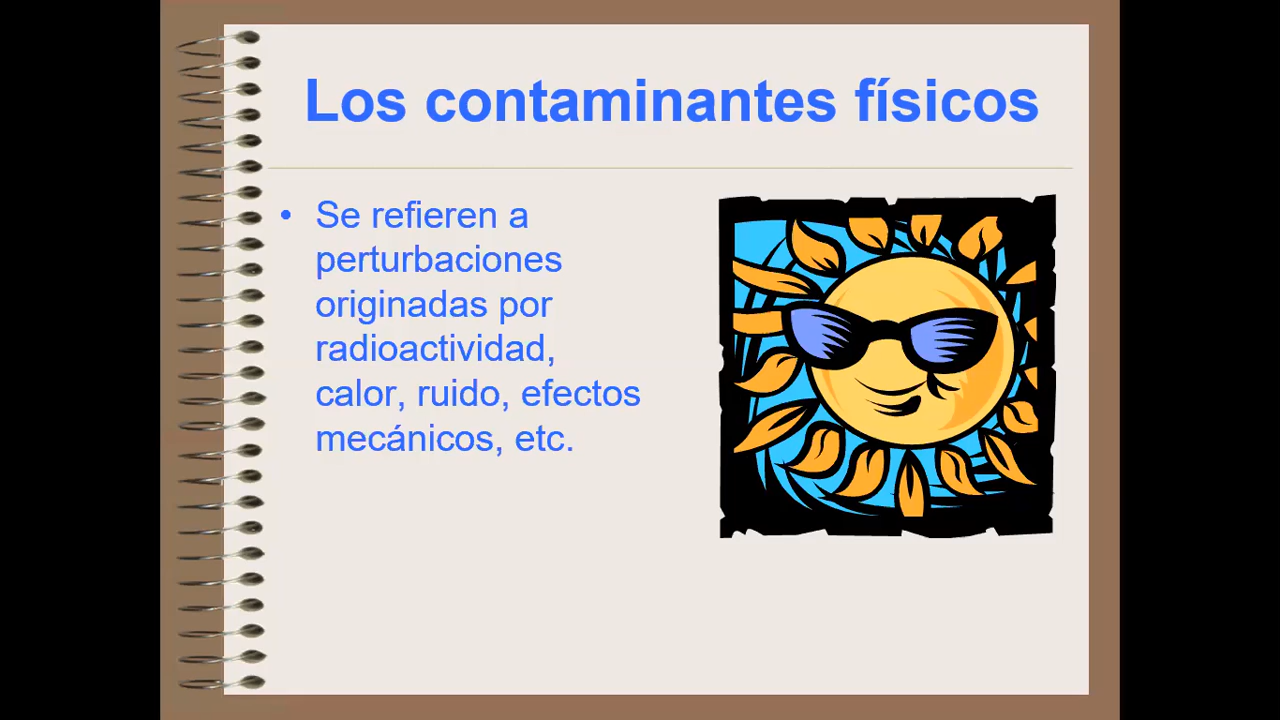 Los contaminantes físicos
• Se refieren a
perturbaciones
originadas por
radioactividad,
calor, ruido, efectos
mecánicos, etc.